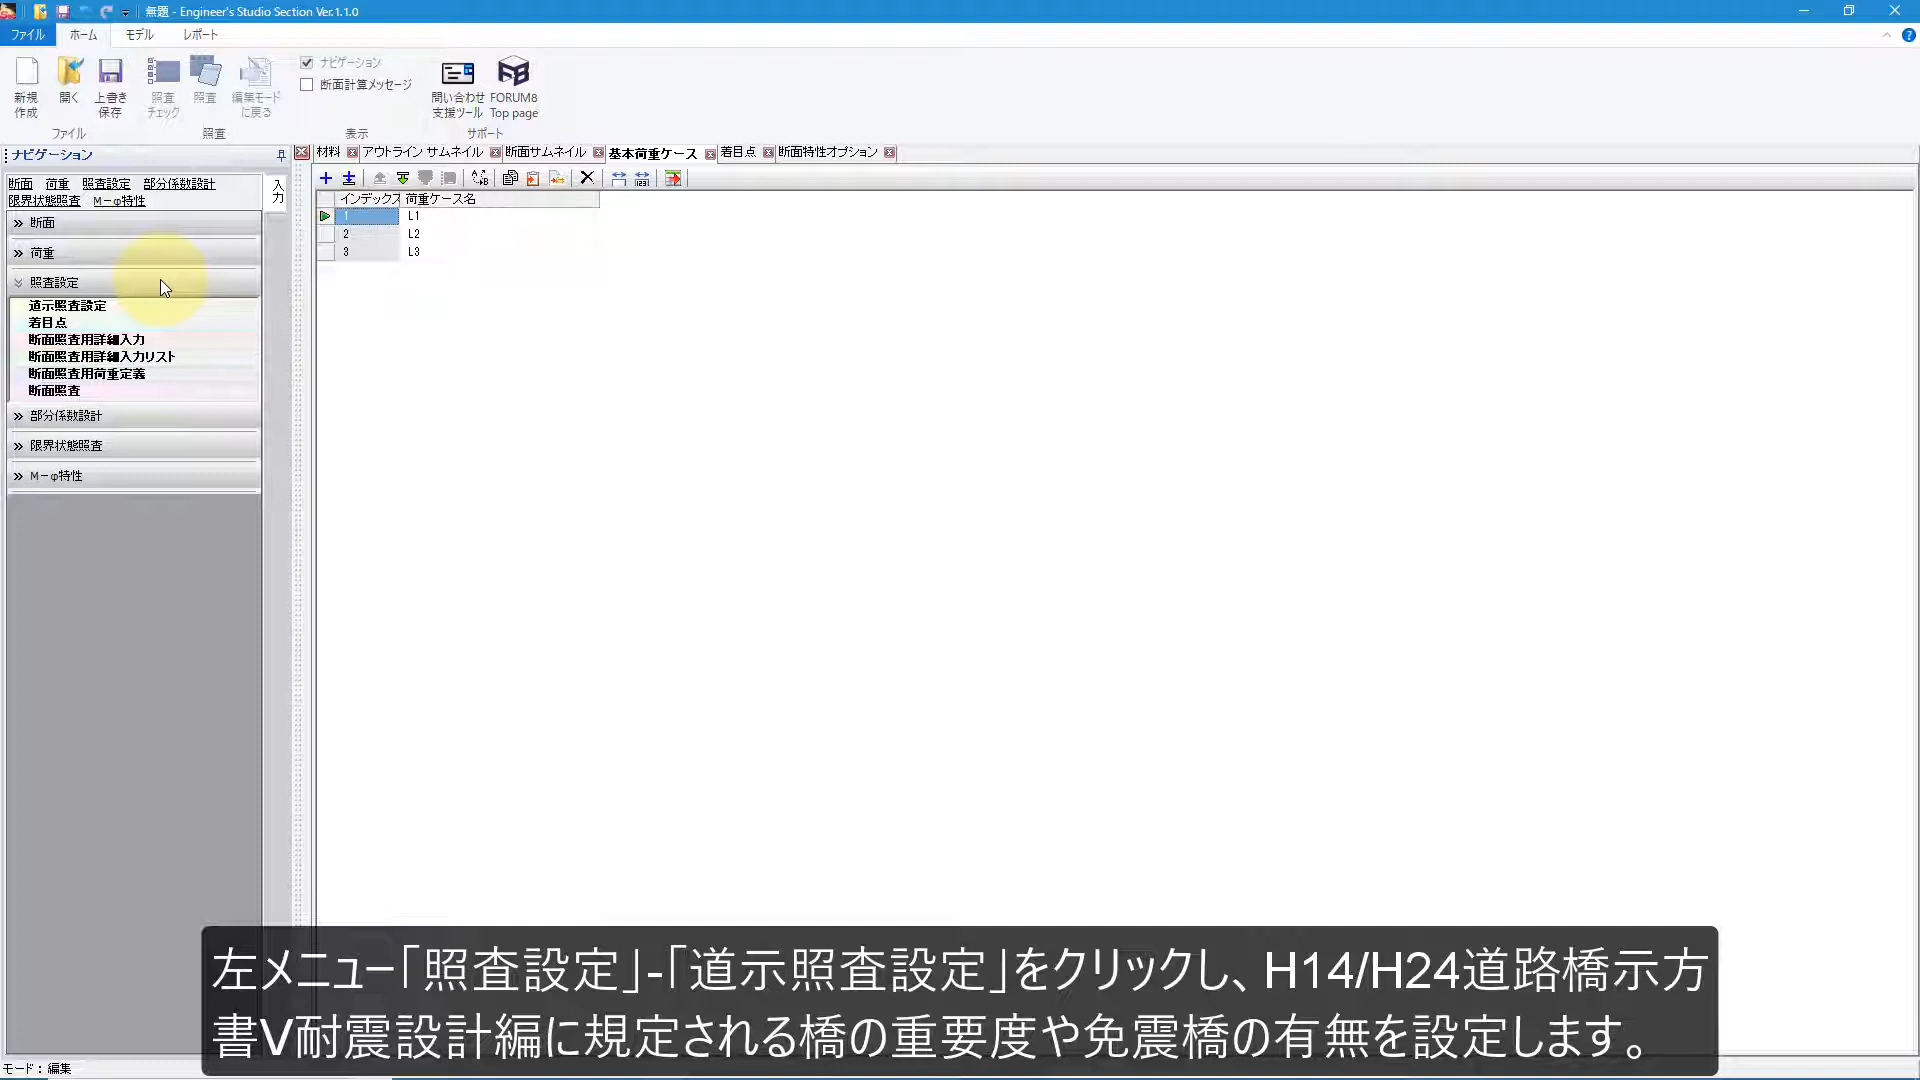 無題 - Engineer's Studio Section Ver.1.1.0
ファイル ホーム モデル レポート
新規作成 開く 上書き保存 照査チェック 照査 編集モードに戻る
ナビゲーション
断面計算メッセージ
問い合わせ支援ツール FORUM8 Top page
ファイル 照査 表示 サポート
ナビゲーション
材料 アウトライン サムネイル 断面サムネイル 基本荷重ケース 着目点 断面特性オプション
断面 荷重 照査設定 部分係数設計
限界状態照査 M－φ特性
入力
断面
荷重
照査設定
道示照査設定
着目点
断面照査用詳細入力
断面照査用詳細入力リスト
断面照査用荷重定義
断面照査
部分係数設計
限界状態照査
M－φ特性
インデックス 荷重ケース名
1 L1
2 L2
3 L3
左メニュー「照査設定」-「道示照査設定」をクリックし、H14/H24道路橋示方
書V耐震設計編に規定される橋の重要度や免震橋の有無を設定します。
モード： 編集